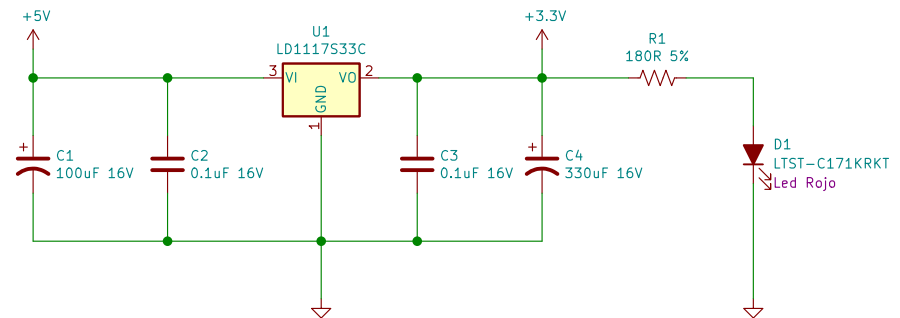 +5V
+3.3V
U1
LD1117S33C
R1
180R 5%
3
VI
VO
2
GND
1
+
C1
100uF 16V
C2
0.1uF 16V
C3
0.1uF 16V
+
C4
330uF 16V
D1
LTST-C171KRKT
Led Rojo